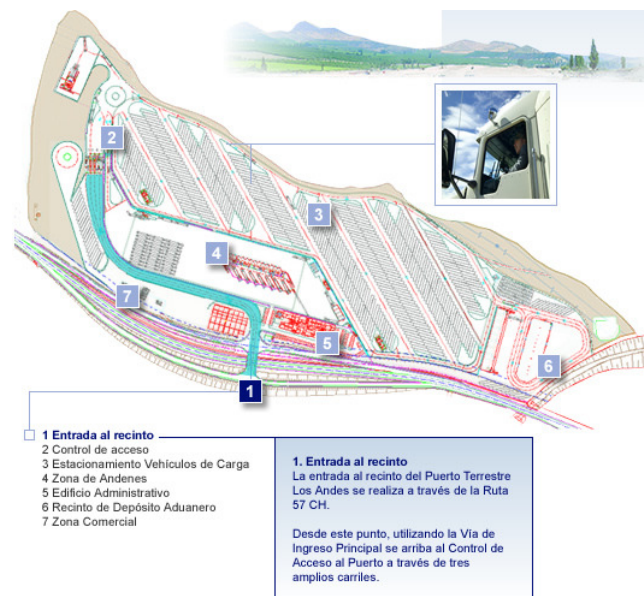 2
3
4
7
5
6
1
1 Entrada al recinto
2 Control de acceso
3 Estacionamiento Vehículos de Carga
4 Zona de Andenes
5 Edificio Administrativo
6 Recinto de Depósito Aduanero
7 Zona Comercial
1. Entrada al recinto
La entrada al recinto del Puerto Terrestre
Los Andes se realiza a través de la Ruta
57 CH.
Desde este punto, utilizando la Vía de
Ingreso Principal se arriba al Control de
Acceso al Puerto a través de tres
amplios carriles.